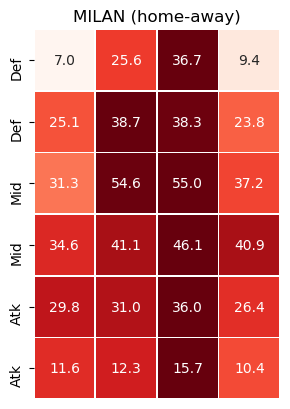 MILAN (home-away)
Def 7.0 25.6 36.7 9.4
Def 25.1 38.7 38.3 23.8
Mid 31.3 54.6 55.0 37.2
Mid 34.6 41.1 46.1 40.9
Atk 29.8 31.0 36.0 26.4
Atk 11.6 12.3 15.7 10.4